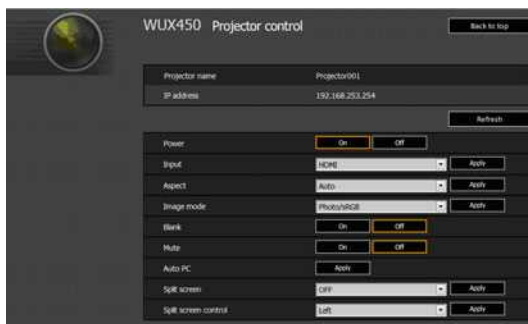 WUX450 Projector control
Back to top
Projector name Projector001
IP address 192.168.253.254
Refresh
Power On Off
Input HDMI Apply
Aspect Auto Apply
Image mode Photo/sRGB Apply
Blank On Off
Mute On Off
Auto PC Apply
Split screen OFF Apply
Split screen control Left Apply